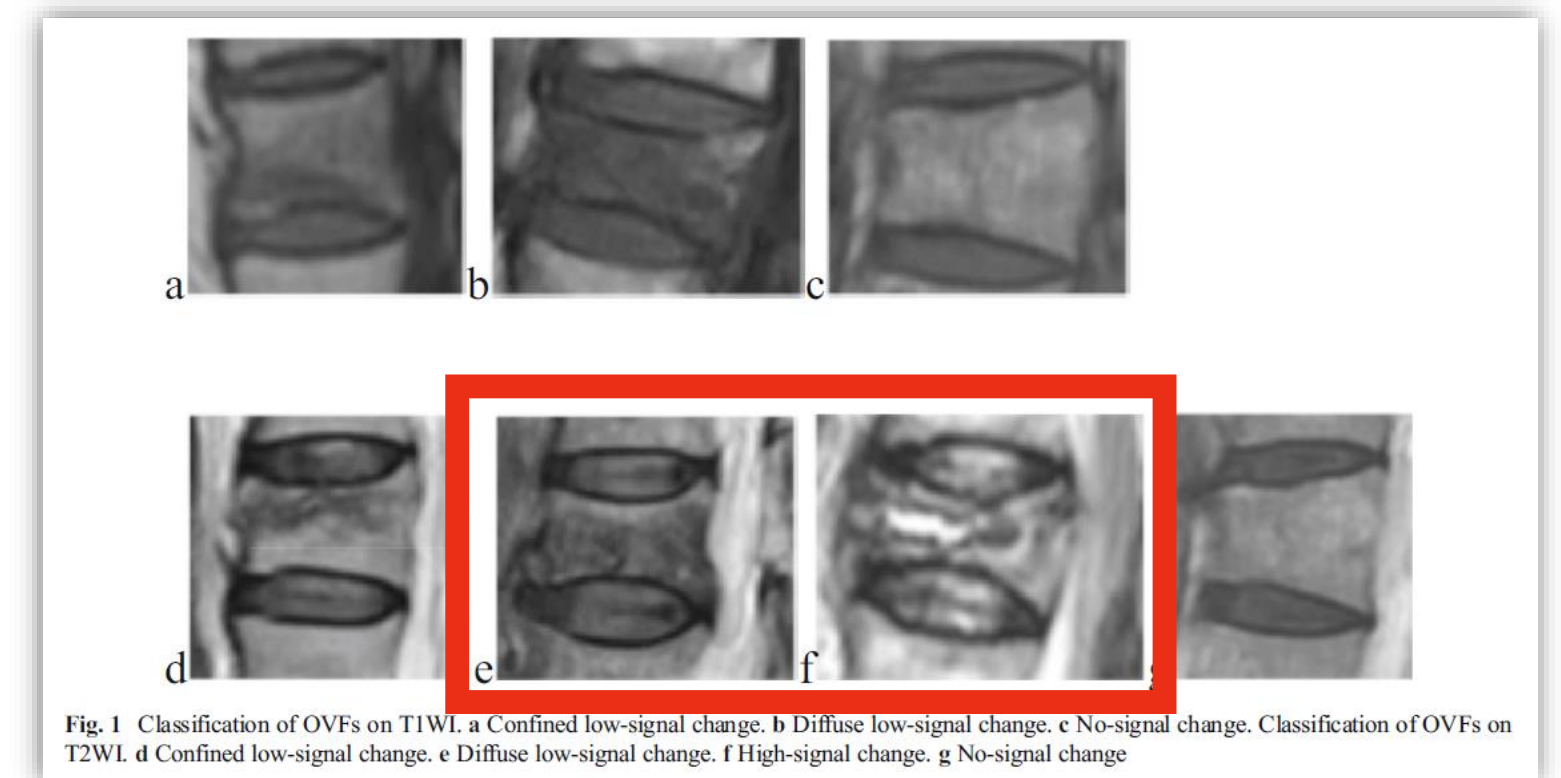 a b c
d e f g
Fig. 1 Classification of OVFs on T1WI. a Confined low-signal change. b Diffuse low-signal change. c No-signal change. Classification of OVFs on
T2WI. d Confined low-signal change. e Diffuse low-signal change. f High-signal change. g No-signal change